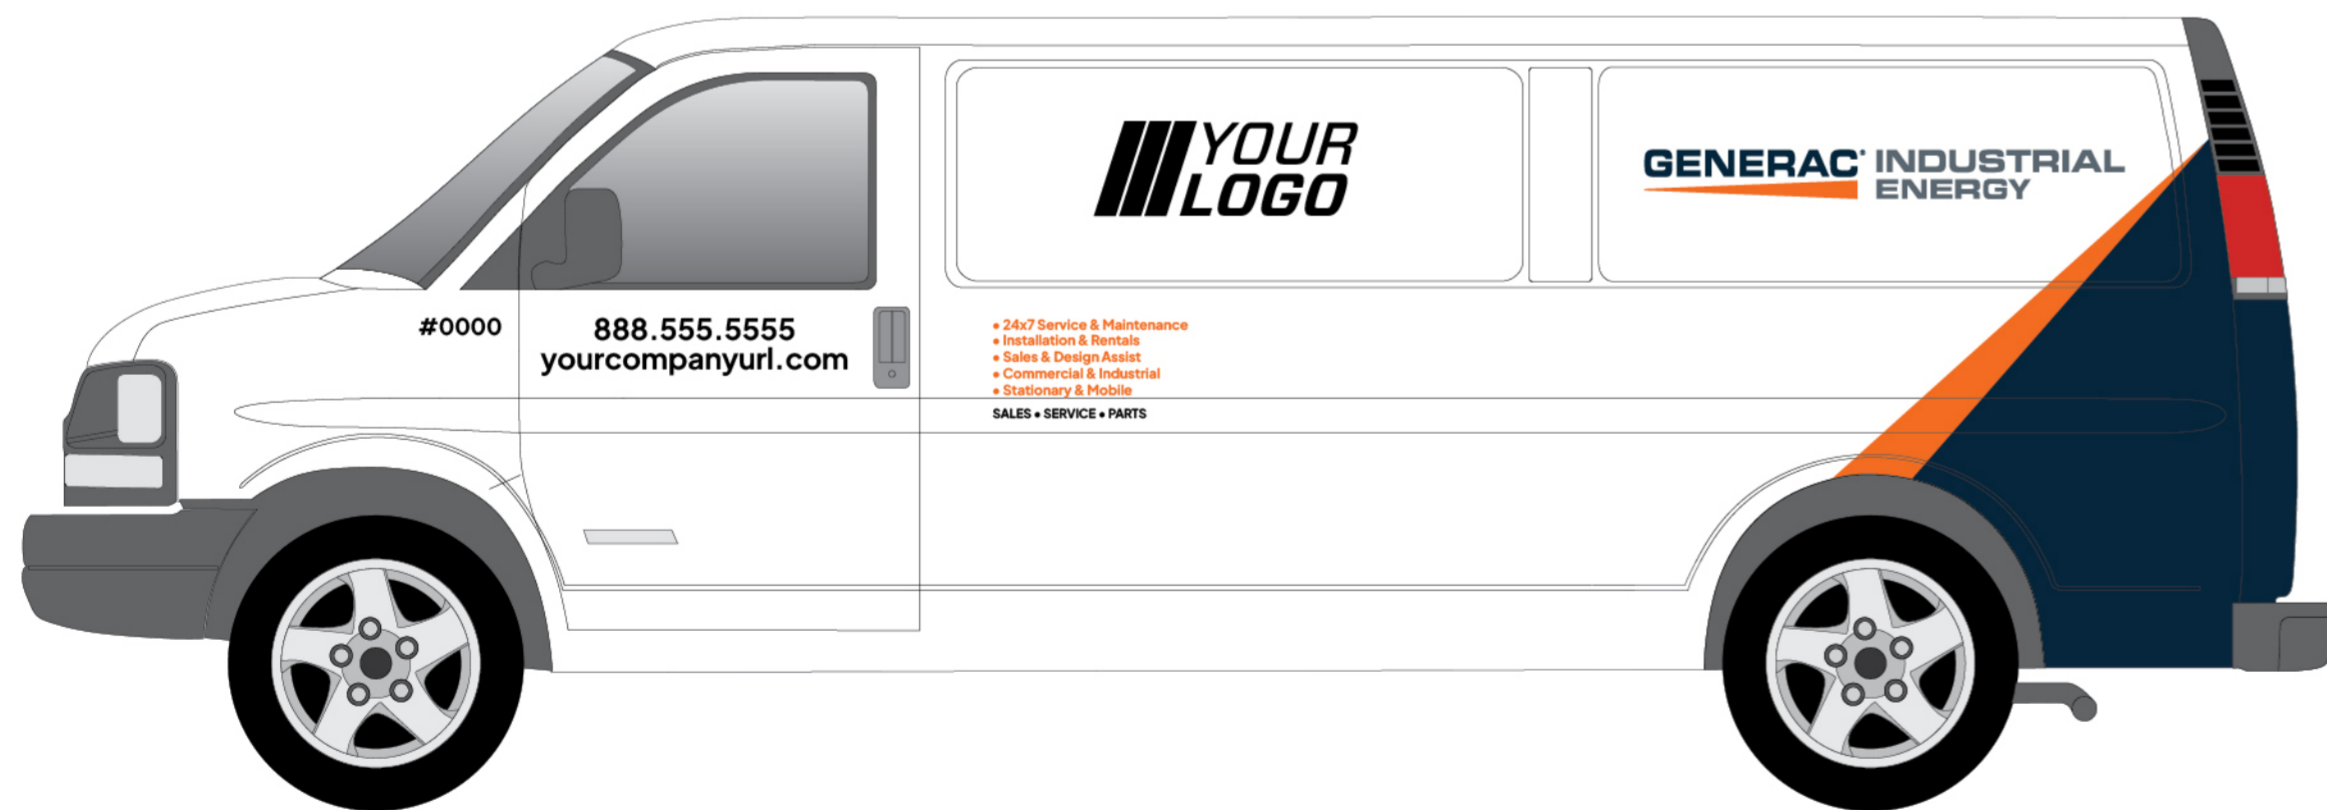 YOUR
LOGO
GENERAC® INDUSTRIAL
ENERGY
#0000
888.555.5555
yourcompanyurl.com
• 24x7 Service & Maintenance
• Installation & Rentals
• Sales & Design Assist
• Commercial & Industrial
• Stationary & Mobile
SALES • SERVICE • PARTS